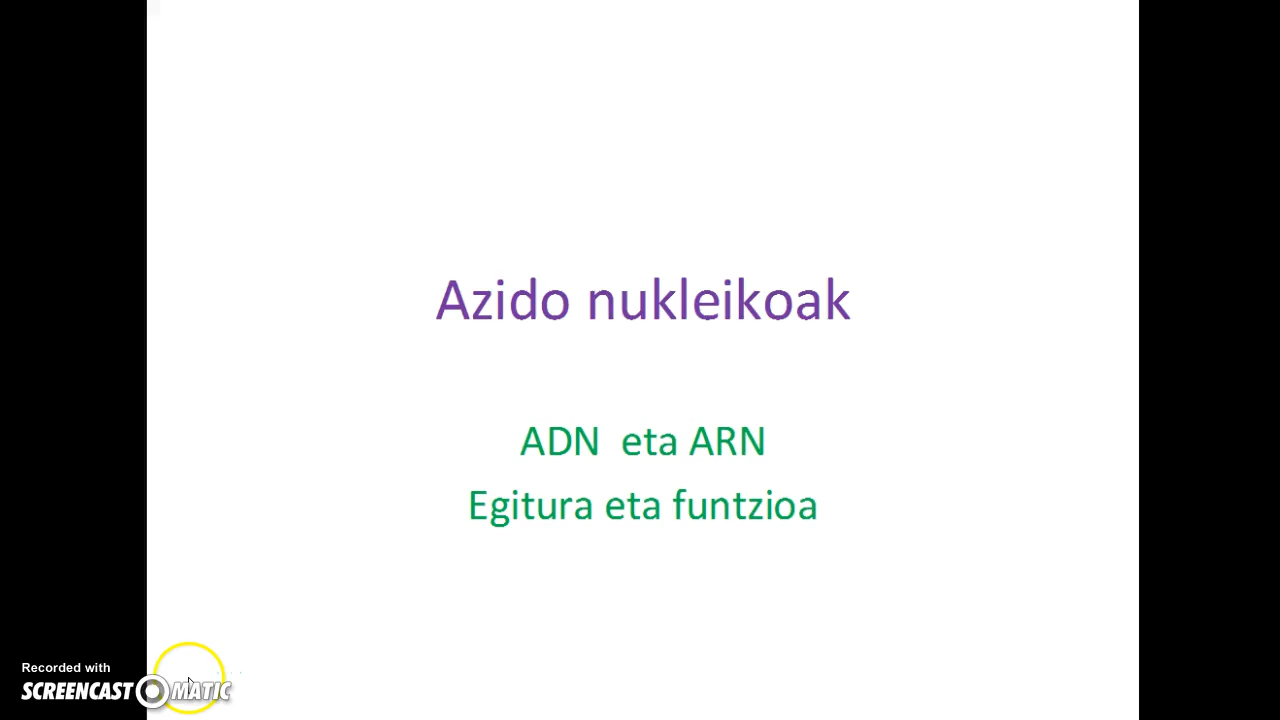 Azido nukleikoak
ADN eta ARN
Egitura eta funtzioa
Recorded with
SCREENCAST MATIC